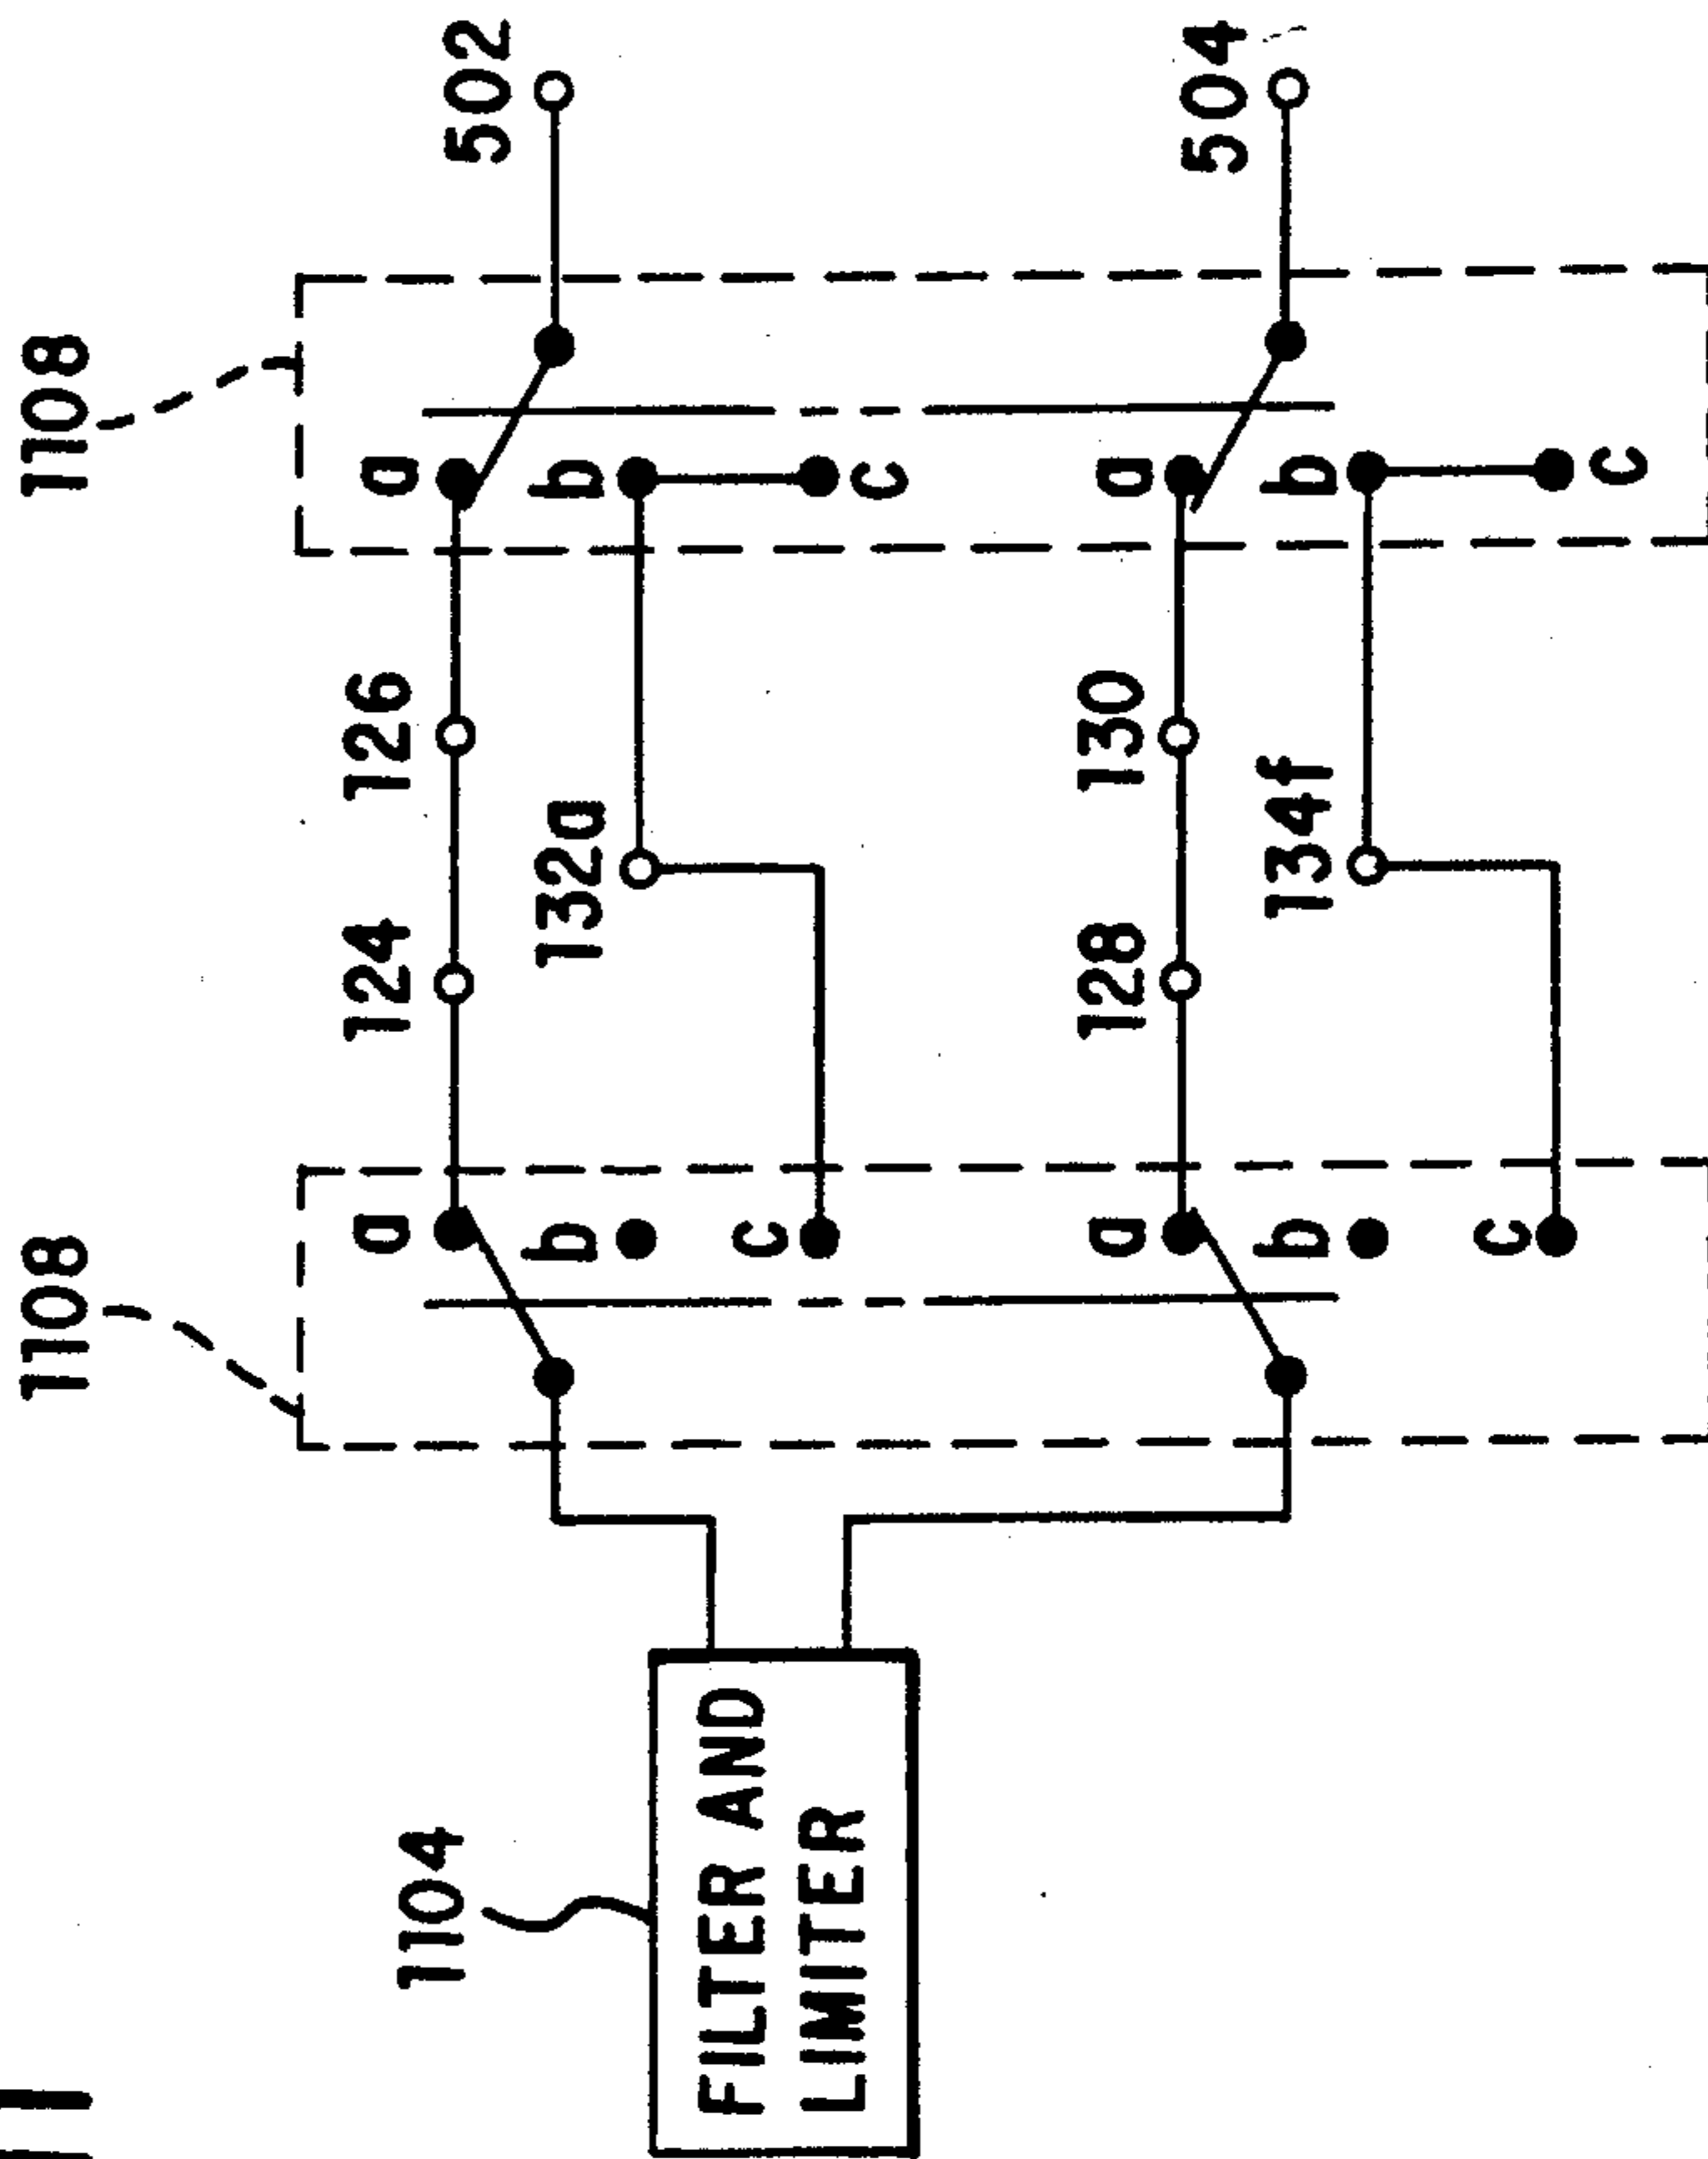 1104
FILTER AND
LIMITER
1108
a
b
c
a
b
c
124
126
132a
128
130
134f
1108
a
b
c
a
b
c
502
504